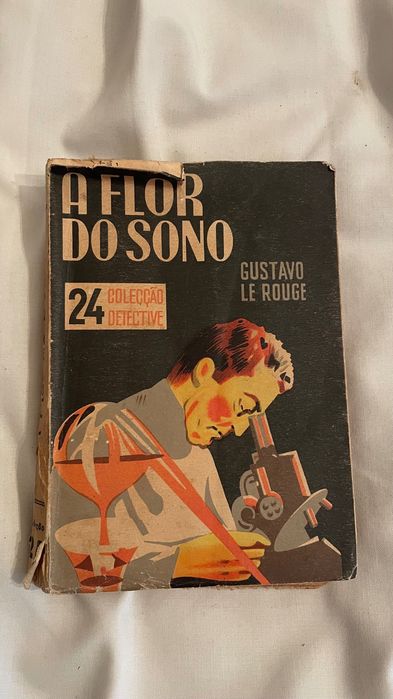 A FLOR
DO SONO
GUSTAVO
LE ROUGE
24 COLECÇÃO
DETECTIVE